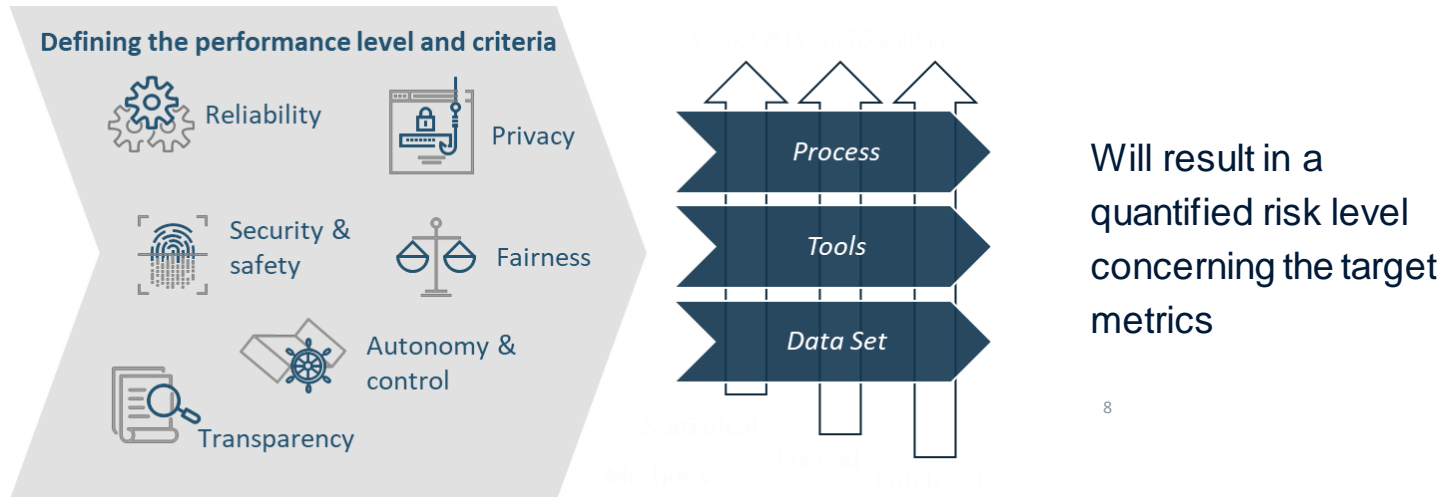 Defining the performance level and criteria
Reliability
Privacy
Security &
safety
Fairness
Autonomy &
control
Transparency
Process
Tools
Data Set
Will result in a
quantified risk level
concerning the target
metrics
8